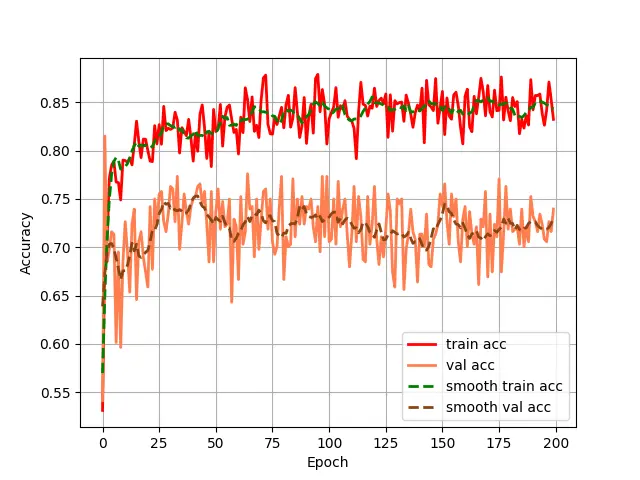 0.85
0.80
0.75
0.70
0.65
0.60
0.55
Accuracy
train acc
val acc
smooth train acc
smooth val acc
0 25 50 75 100 125 150 175 200
Epoch